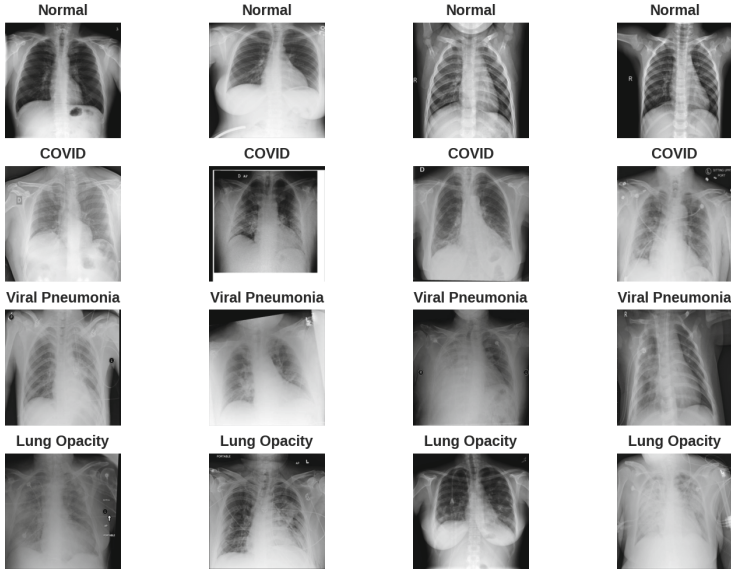 Normal Normal Normal Normal
COVID COVID COVID COVID
Viral Pneumonia Viral Pneumonia Viral Pneumonia Viral Pneumonia
Lung Opacity Lung Opacity Lung Opacity Lung Opacity
R
R
D
L